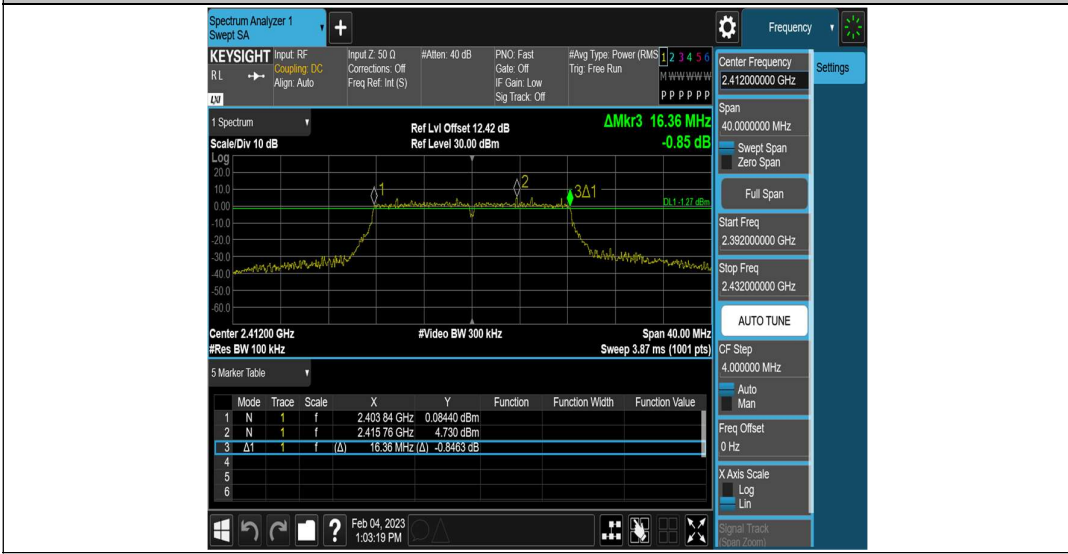 Spectrum Analyzer 1
Swept SA
+
Frequency
KEYSIGHT
RL
LXI
Input: RF
Coupling: DC
Align: Auto
Input Z: 50 Ω
Corrections: Off
Freq Ref: Int (S)
#Atten: 40 dB
PNO: Fast
Gate: Off
IF Gain: Low
Sig Track: Off
#Avg Type: Power (RMS
Trig: Free Run
1 2 3 4 5 6
M W W W W W
P P P P P P
1 Spectrum
Scale/Div 10 dB
Ref Lvl Offset 12.42 dB
Ref Level 30.00 dBm
ΔMkr3 16.36 MHz
-0.85 dB
Log
20.0
10.0
0.00
-10.0
-20.0
-30.0
-40.0
-50.0
-60.0
1
2
3Δ1
DL1 -1.27 dBm
Center 2.41200 GHz
#Res BW 100 kHz
#Video BW 300 kHz
Span 40.00 MHz
Sweep 3.87 ms (1001 pts)
5 Marker Table
Mode Trace Scale X Y Function Function Width Function Value
1 N 1 f 2.403 84 GHz 0.08440 dBm
2 N 1 f 2.415 76 GHz 4.730 dBm
3 Δ1 1 f (Δ) 16.36 MHz (Δ) -0.8463 dB
4
5
6
?
Feb 04, 2023
1:03:19 PM
Center Frequency
2.412000000 GHz
Settings
Span
40.0000000 MHz
Swept Span
Zero Span
Full Span
Start Freq
2.392000000 GHz
Stop Freq
2.432000000 GHz
AUTO TUNE
CF Step
4.000000 MHz
Auto
Man
Freq Offset
0 Hz
X Axis Scale
Log
Lin
Signal Track
(Span Zoom)